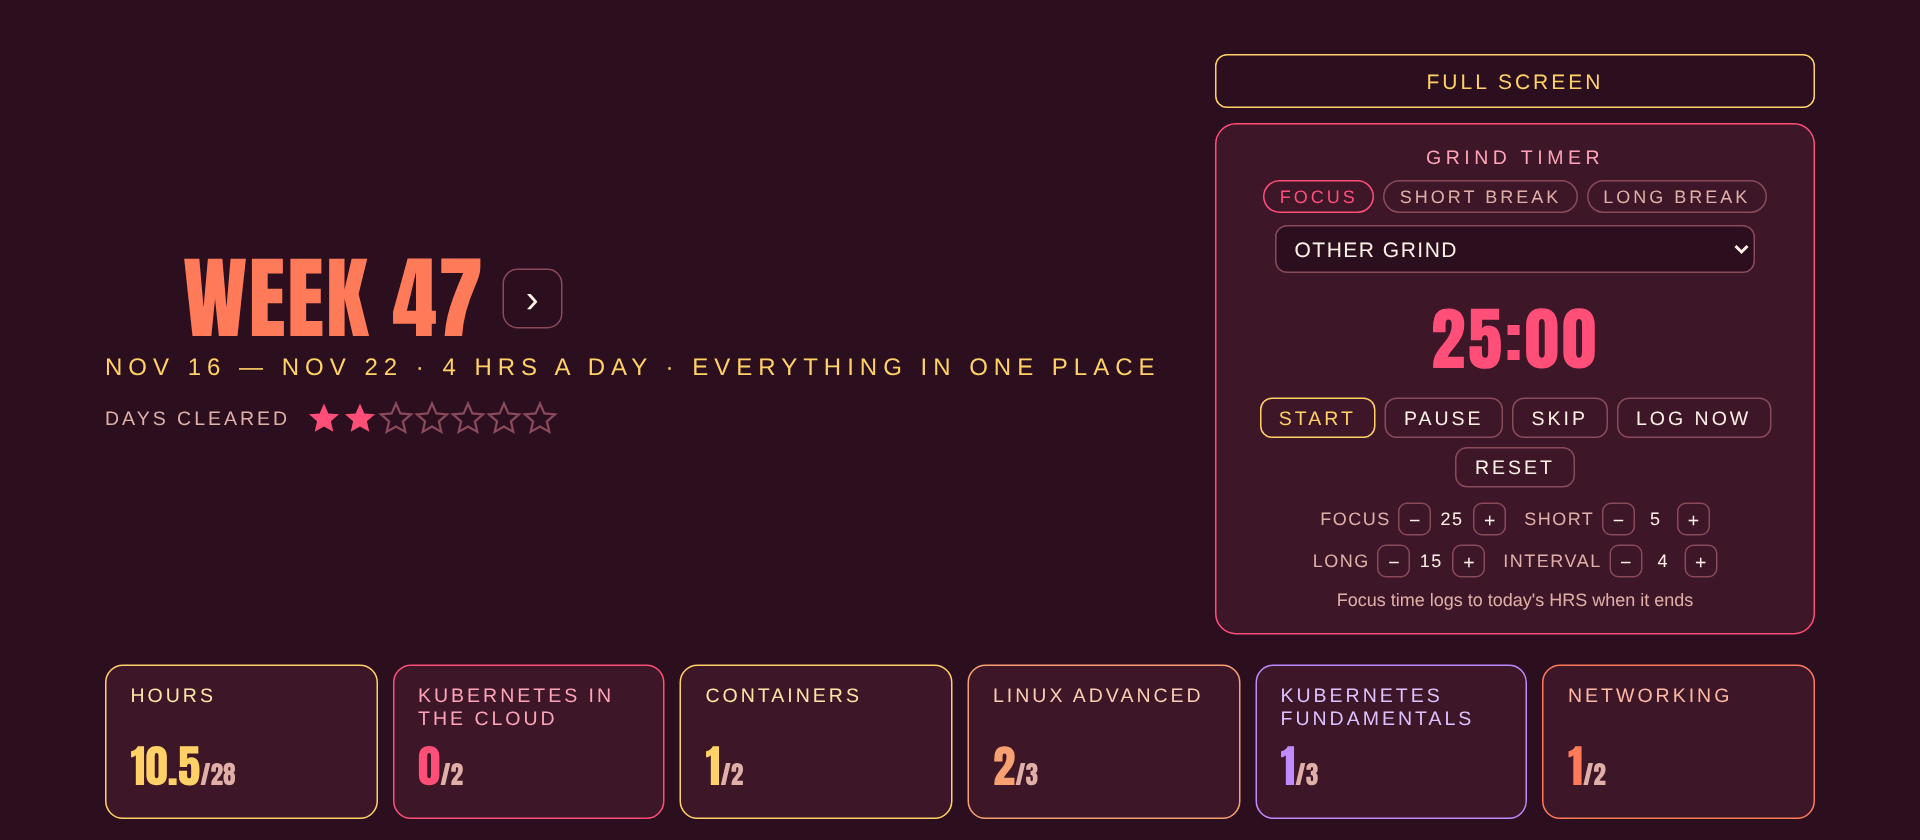 FULL SCREEN
GRIND TIMER
FOCUS SHORT BREAK LONG BREAK
OTHER GRIND
25:00
START PAUSE SKIP LOG NOW
RESET
FOCUS − 25 + SHORT − 5 +
LONG − 15 + INTERVAL − 4 +
Focus time logs to today's HRS when it ends
WEEK 47 ›
NOV 16 — NOV 22 · 4 HRS A DAY · EVERYTHING IN ONE PLACE
DAYS CLEARED
HOURS
10.5/28
KUBERNETES IN
THE CLOUD
0/2
CONTAINERS
1/2
LINUX ADVANCED
2/3
KUBERNETES
FUNDAMENTALS
1/3
NETWORKING
1/2